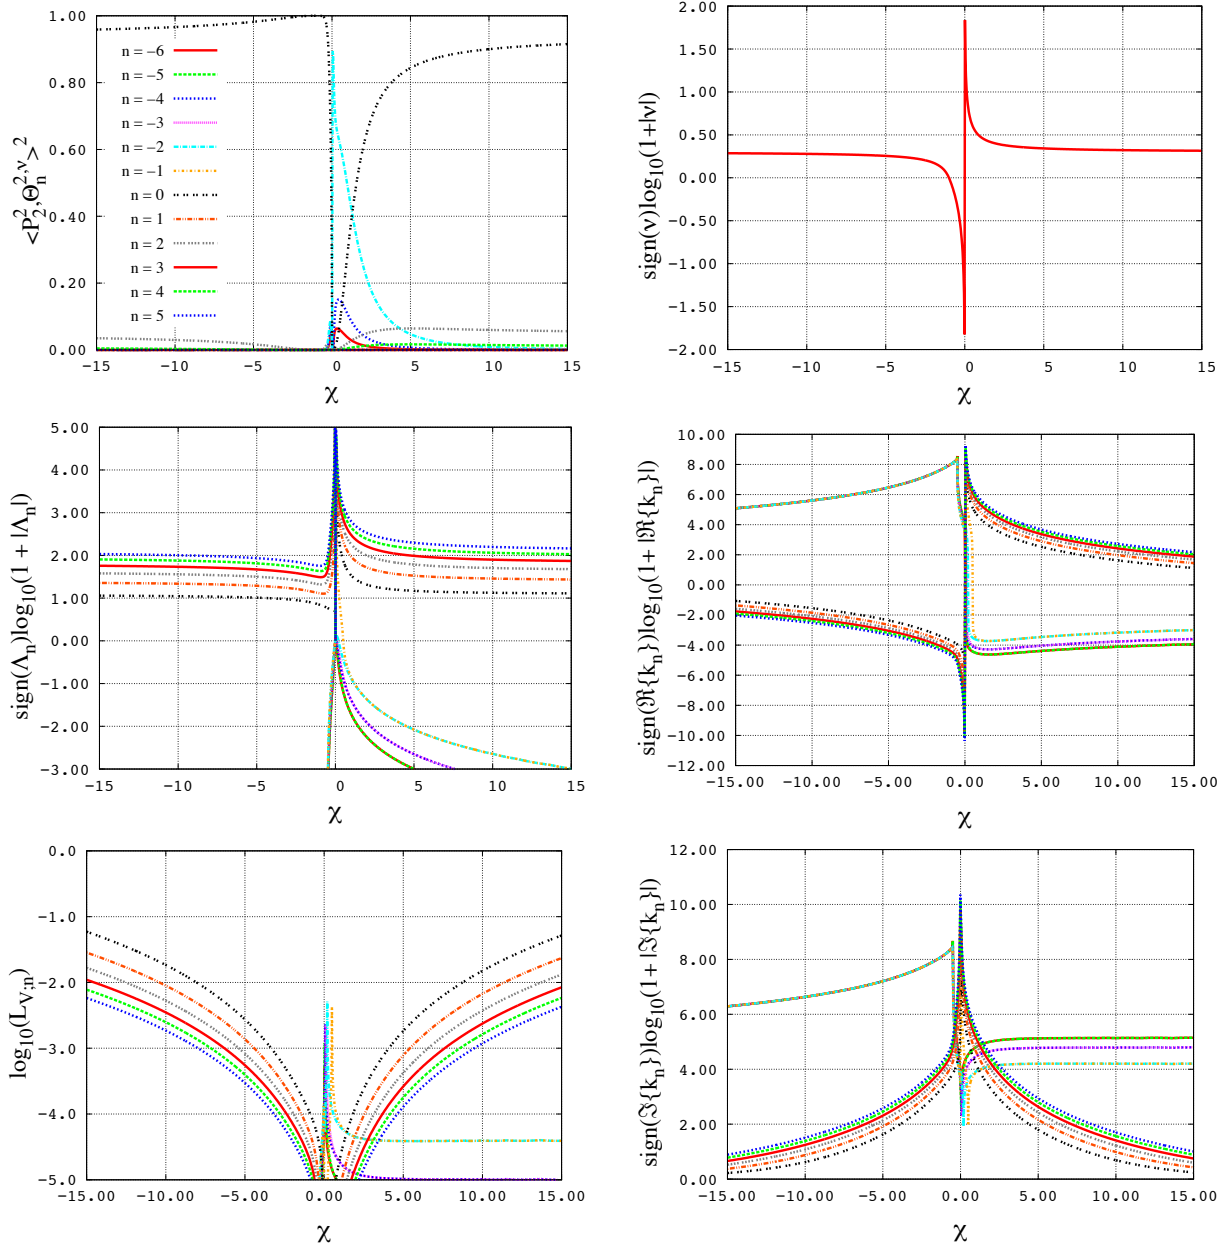 <P₂²,Θₙ²,ν>²
1.00
0.80
0.60
0.40
0.20
0.00
n = −6
n = −5
n = −4
n = −3
n = −2
n = −1
n = 0
n = 1
n = 2
n = 3
n = 4
n = 5
−15 −10 −5 0 5 10 15
χ
sign(ν)log₁₀(1+|ν|)
2.00
1.50
1.00
0.50
0.00
−0.50
−1.00
−1.50
−2.00
−15 −10 −5 0 5 10 15
χ
sign(Λₙ)log₁₀(1 + |Λₙ|)
5.00
4.00
3.00
2.00
1.00
0.00
−1.00
−2.00
−3.00
−15 −10 −5 0 5 10 15
χ
sign(ℜ{kₙ})log₁₀(1+|ℜ{kₙ}|)
10.00
8.00
6.00
4.00
2.00
0.00
−2.00
−4.00
−6.00
−8.00
−10.00
−12.00
−15.00 −10.00 −5.00 0.00 5.00 10.00 15.00
χ
log₁₀(L_{V,n})
0.0
−1.0
−2.0
−3.0
−4.0
−5.0
−15.00 −10.00 −5.00 0.00 5.00 10.00 15.00
χ
sign(ℑ{kₙ})log₁₀(1+|ℑ{kₙ}|)
12.00
10.00
8.00
6.00
4.00
2.00
0.00
−15.00 −10.00 −5.00 0.00 5.00 10.00 15.00
χ